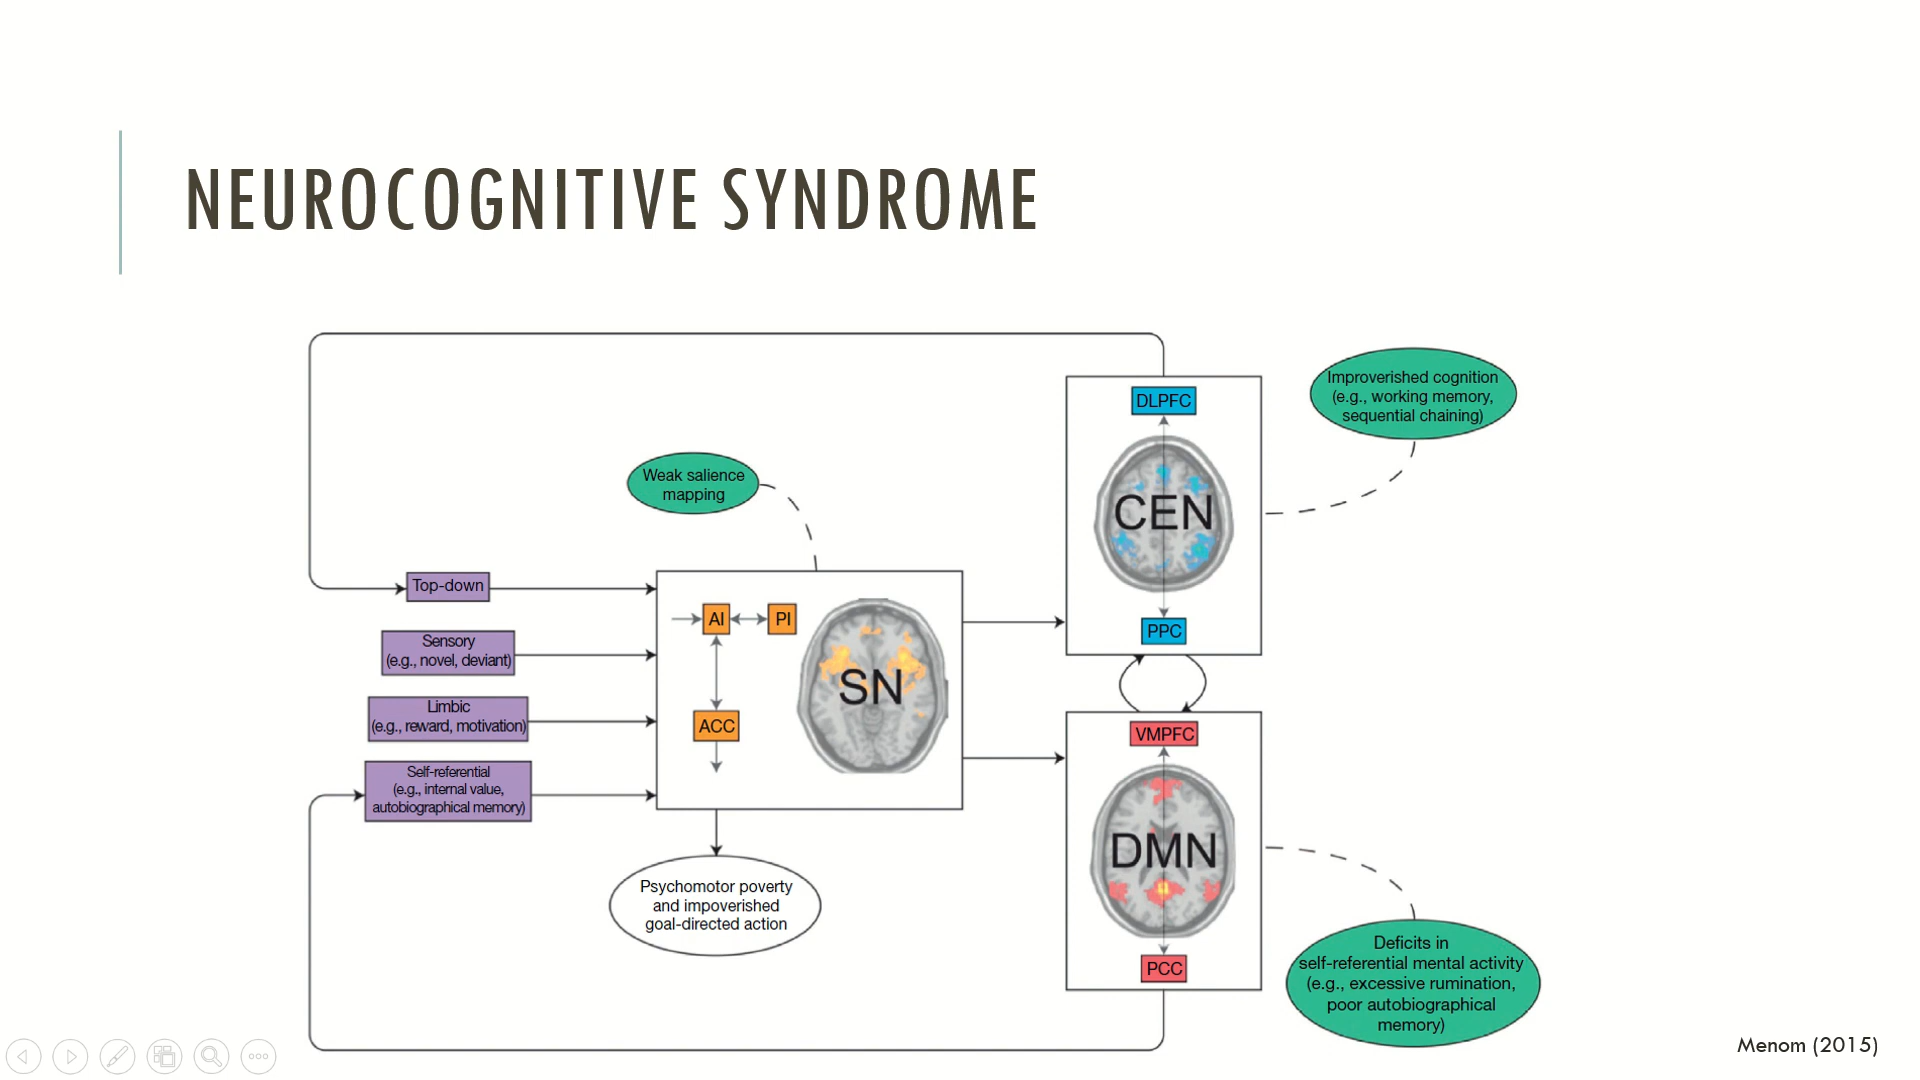 NEUROCOGNITIVE SYNDROME
DLPFC
Improverished cognition
(e.g., working memory,
sequential chaining)
Weak salience
mapping
CEN
Top-down
AI
PI
PPC
Sensory
(e.g., novel, deviant)
SN
Limbic
(e.g., reward, motivation)
ACC
VMPFC
Self-referential
(e.g., internal value,
autobiographical memory)
DMN
Psychomotor poverty
and impoverished
goal-directed action
PCC
Deficits in
self-referential mental activity
(e.g., excessive rumination,
poor autobiographical
memory)
Menom (2015)